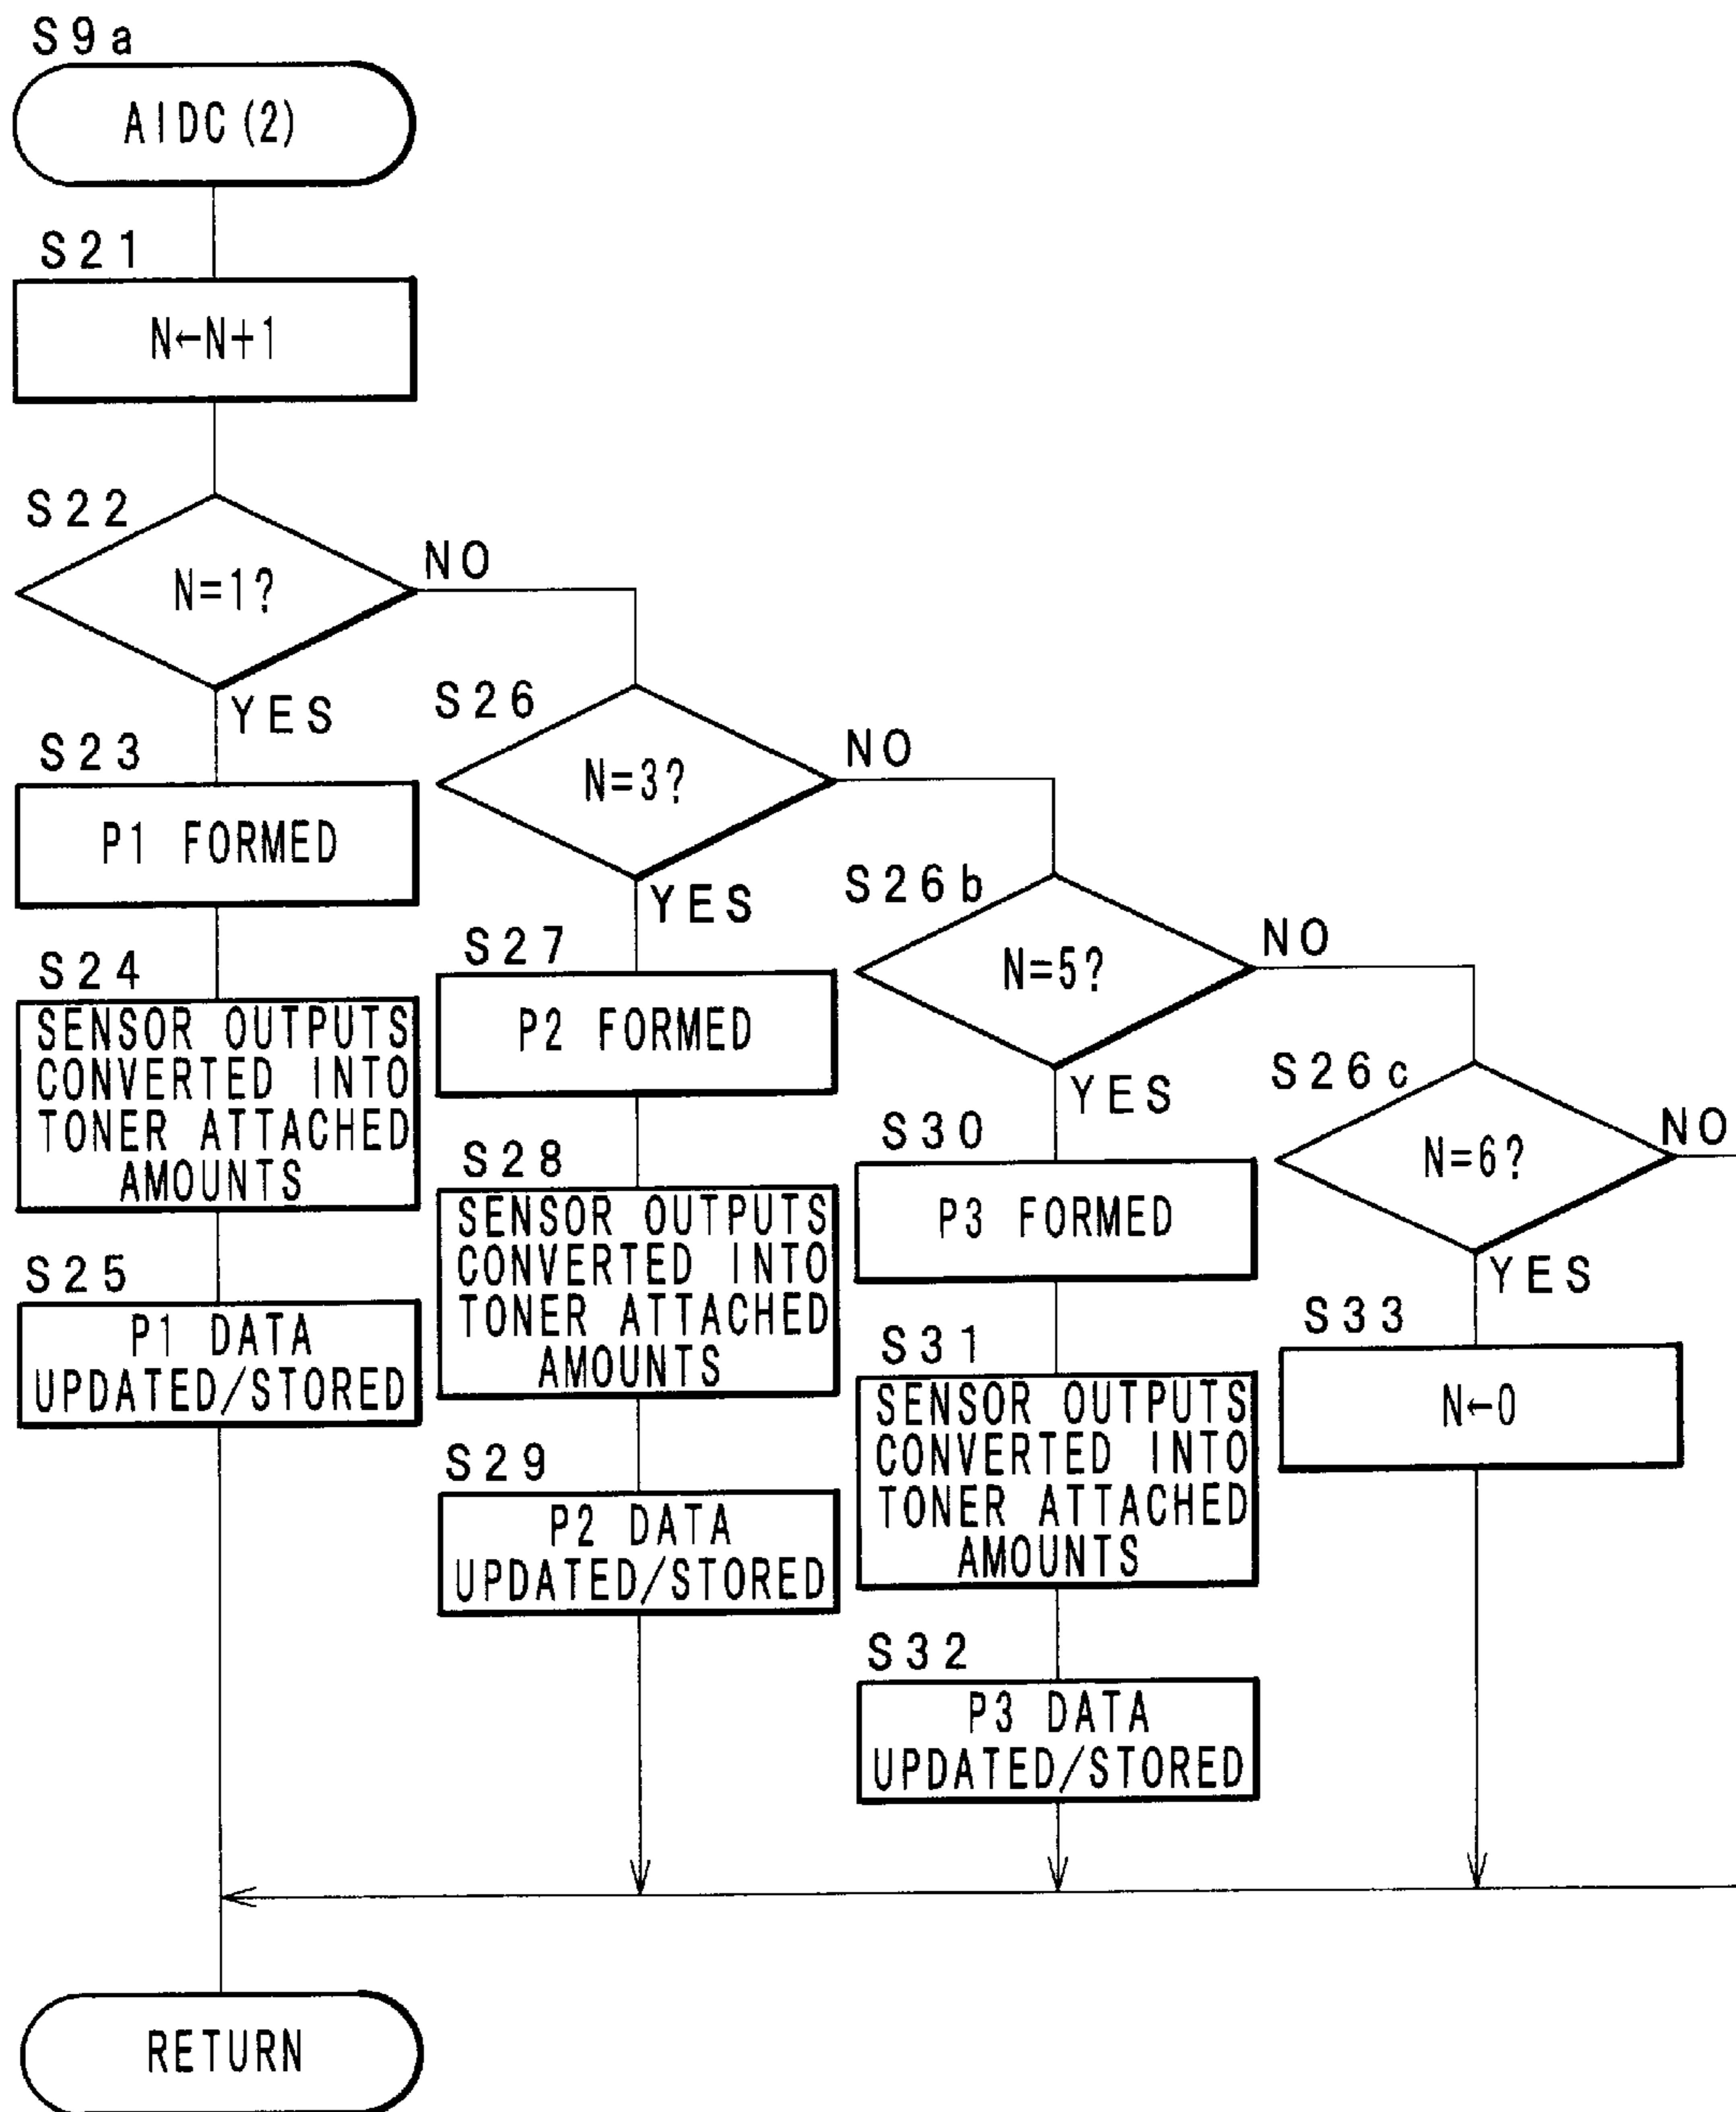 S9a
AIDC(2)
S21
N←N+1
S22
N=1?
NO
YES
S23
P1 FORMED
S24
SENSOR OUTPUTS
CONVERTED INTO
TONER ATTACHED
AMOUNTS
S25
P1 DATA
UPDATED/STORED
S26
N=3?
NO
YES
S27
P2 FORMED
S28
SENSOR OUTPUTS
CONVERTED INTO
TONER ATTACHED
AMOUNTS
S29
P2 DATA
UPDATED/STORED
S26b
N=5?
NO
YES
S30
P3 FORMED
S31
SENSOR OUTPUTS
CONVERTED INTO
TONER ATTACHED
AMOUNTS
S32
P3 DATA
UPDATED/STORED
S26c
N=6?
NO
YES
S33
N←0
RETURN